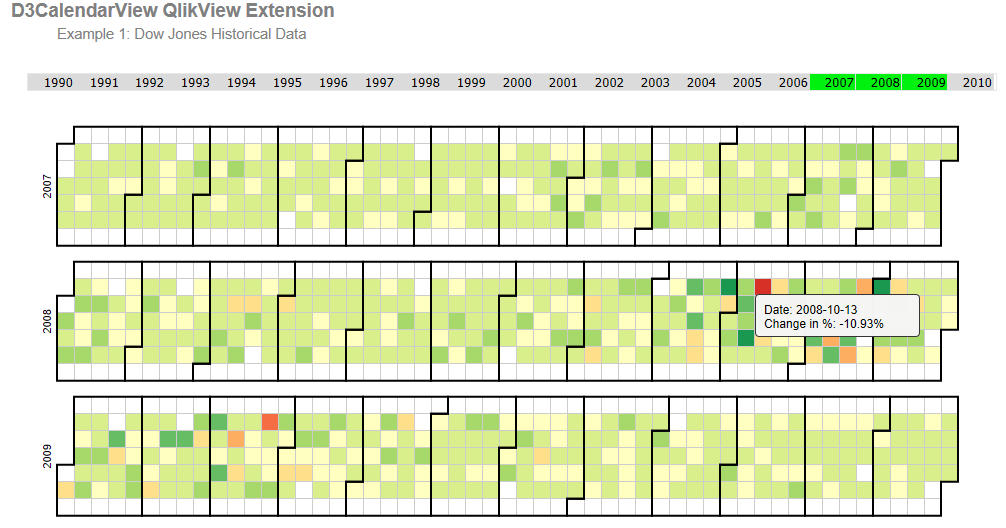 D3CalendarView QlikView Extension
Example 1: Dow Jones Historical Data
1990 1991 1992 1993 1994 1995 1996 1997 1998 1999 2000 2001 2002 2003 2004 2005 2006 2007 2008 2009 2010
2007
2008
Date: 2008-10-13
Change in %: -10.93%
2009